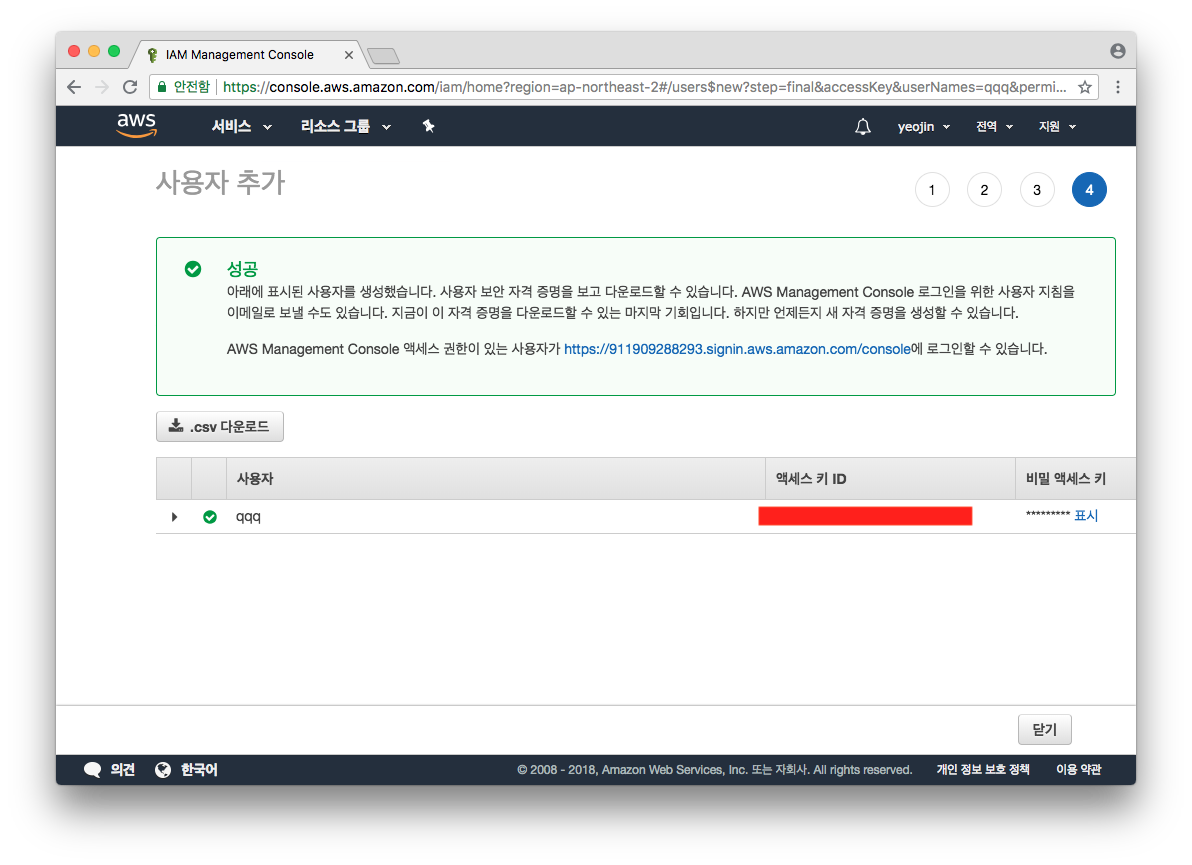 IAM Management Console
안전함 https://console.aws.amazon.com/iam/home?region=ap-northeast-2#/users$new?step=final&accessKey&userNames=qqq&permi...
aws 서비스 리소스 그룹 yeojin 전역 지원
사용자 추가 1 2 3 4
성공
아래에 표시된 사용자를 생성했습니다. 사용자 보안 자격 증명을 보고 다운로드할 수 있습니다. AWS Management Console 로그인을 위한 사용자 지침을
이메일로 보낼 수도 있습니다. 지금이 이 자격 증명을 다운로드할 수 있는 마지막 기회입니다. 하지만 언제든지 새 자격 증명을 생성할 수 있습니다.
AWS Management Console 액세스 권한이 있는 사용자가 https://911909288293.signin.aws.amazon.com/console에 로그인할 수 있습니다.
.csv 다운로드
사용자 액세스 키 ID 비밀 액세스 키
qqq ********* 표시
닫기
의견 한국어 © 2008 - 2018, Amazon Web Services, Inc. 또는 자회사. All rights reserved. 개인 정보 보호 정책 이용 약관